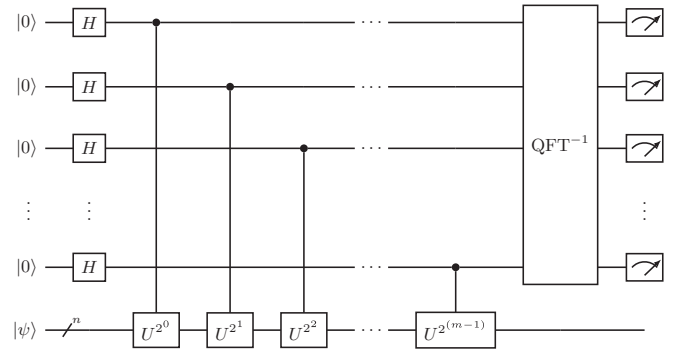 |0⟩ H ···
|0⟩ H ···
|0⟩ H ··· QFT⁻¹
⋮ ⋮ ⋮
|0⟩ H ···
|ψ⟩ n U^{2^0} U^{2^1} U^{2^2} ··· U^{2^{(m−1)}}